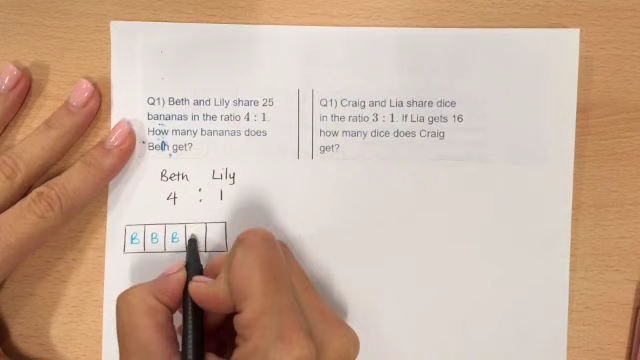 Q1) Beth and Lily share 25
bananas in the ratio 4 : 1.
How many bananas does
Beth get?
Q1) Craig and Lia share dice
in the ratio 3 : 1. If Lia gets 16
how many dice does Craig
get?
Beth Lily
4 : 1
B B B